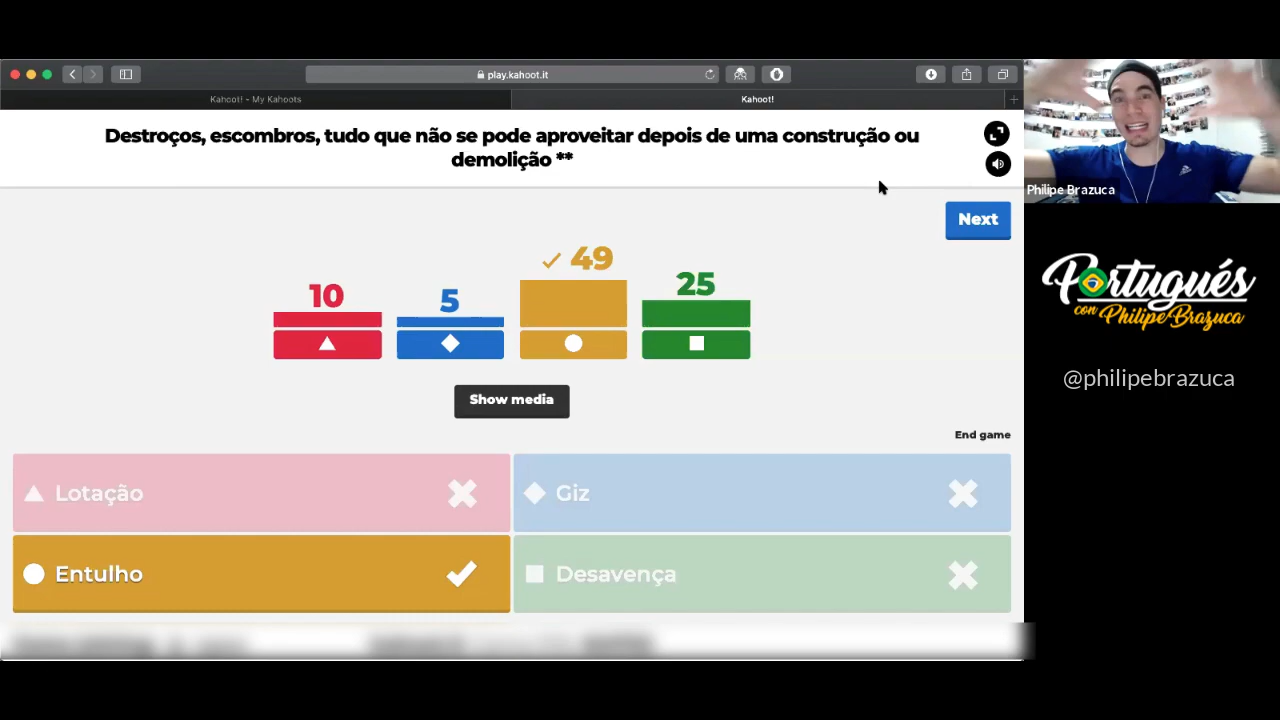 play.kahoot.it
Kahoot! - My Kahoots
Kahoot!
Destroços, escombros, tudo que não se pode aproveitar depois de uma construção ou
demolição **
Philipe Brazuca
Next
10
5
49
25
Show media
End game
Lotação
Giz
Entulho
Desavença
Português
con Philipe Brazuca
@philipebrazuca